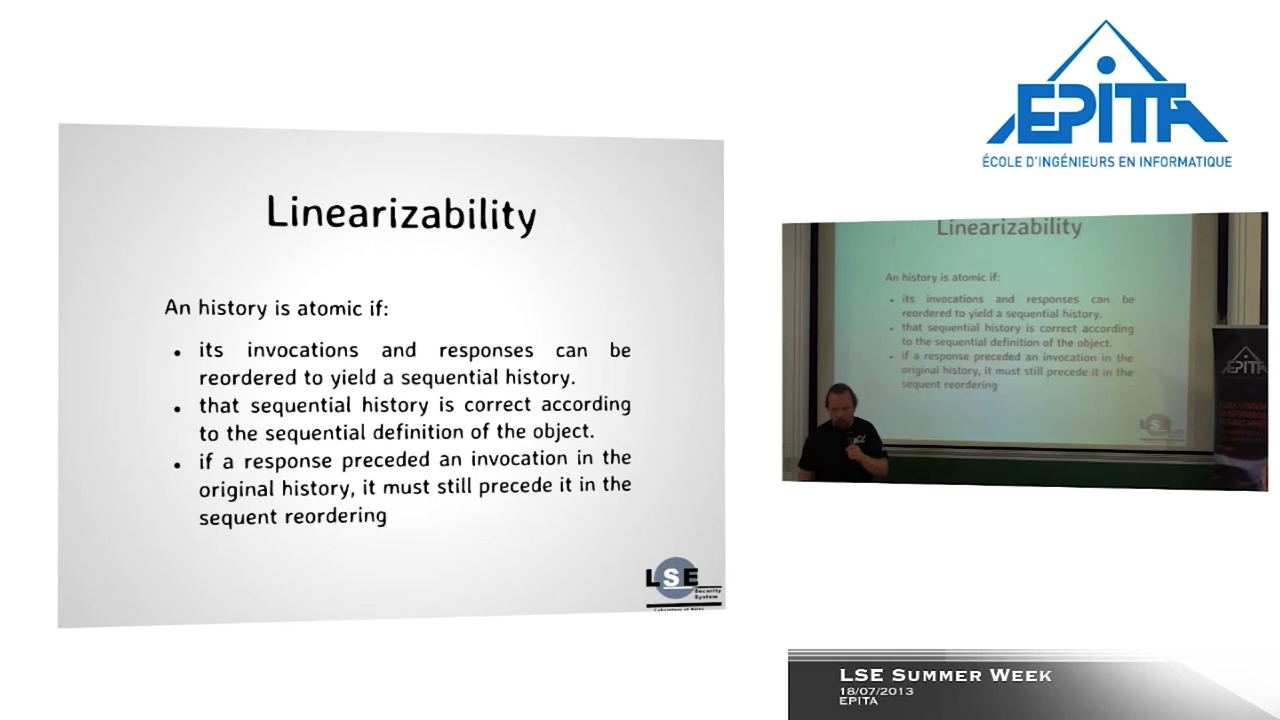 EPITA
ÉCOLE D'INGÉNIEURS EN INFORMATIQUE
Linearizability
An history is atomic if:
• its invocations and responses can be
reordered to yield a sequential history.
• that sequential history is correct according
to the sequential definition of the object.
• if a response preceded an invocation in the
original history, it must still precede it in the
sequent reordering
LSE
Security
System
Linearizability
An history is atomic if:
• its invocations and responses can be
reordered to yield a sequential history.
• that sequential history is correct according
to the sequential definition of the object.
• if a response preceded an invocation in the
original history, it must still precede it in the
sequent reordering
LSE
EPITA
LSE Summer Week
18/07/2013
EPITA